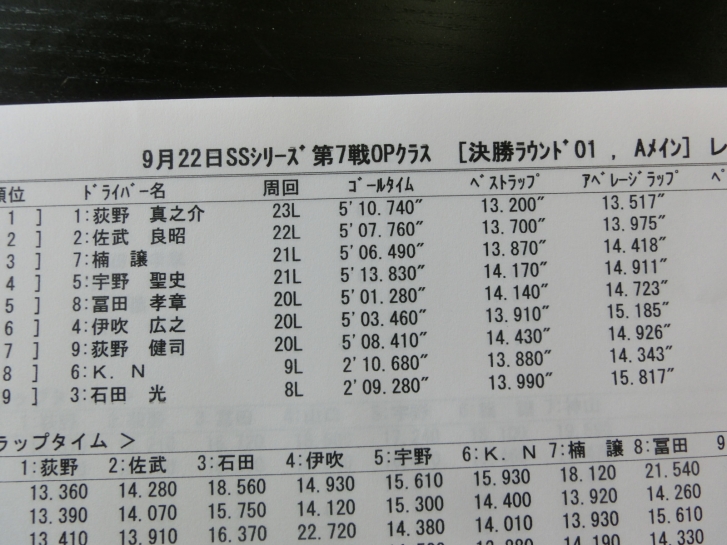 9月22日SSシリーズ 第7戦OPクラス [決勝ラウンド01 , Aメイン] レ
順位 ドライバー名 周回 ゴールタイム ベストラップ アベレージラップ ペ
1 ] 1:荻野 真之介 23L 5'10.740" 13.200" 13.517"
2 ] 2:佐武 良昭 22L 5'07.760" 13.700" 13.975"
3 ] 7:楠 譲 21L 5'06.490" 13.870" 14.418"
4 ] 5:宇野 聖史 21L 5'13.830" 14.170" 14.911"
5 ] 8:冨田 孝章 20L 5'01.280" 14.140" 14.723"
6 ] 4:伊吹 広之 20L 5'03.460" 13.910" 15.185"
7 ] 9:荻野 健司 20L 5'08.410" 14.430" 14.926"
8 ] 6:K.N 9L 2'10.680" 13.880" 14.343"
9 ] 3:石田 光 8L 2'09.280" 13.990" 15.817"
ラップタイム >
1:荻野 2:佐武 3:石田 4:伊吹 5:宇野 6:K.N 7:楠 譲 8:冨田 9
13.360 14.280 18.560 14.930 15.610 15.930 18.120 21.540
13.390 14.070 15.750 14.120 15.300 14.400 13.920 14.260
13.410 13.910 16.370 22.720 14.380 14.010 13.930 15.610
14.190 14.330